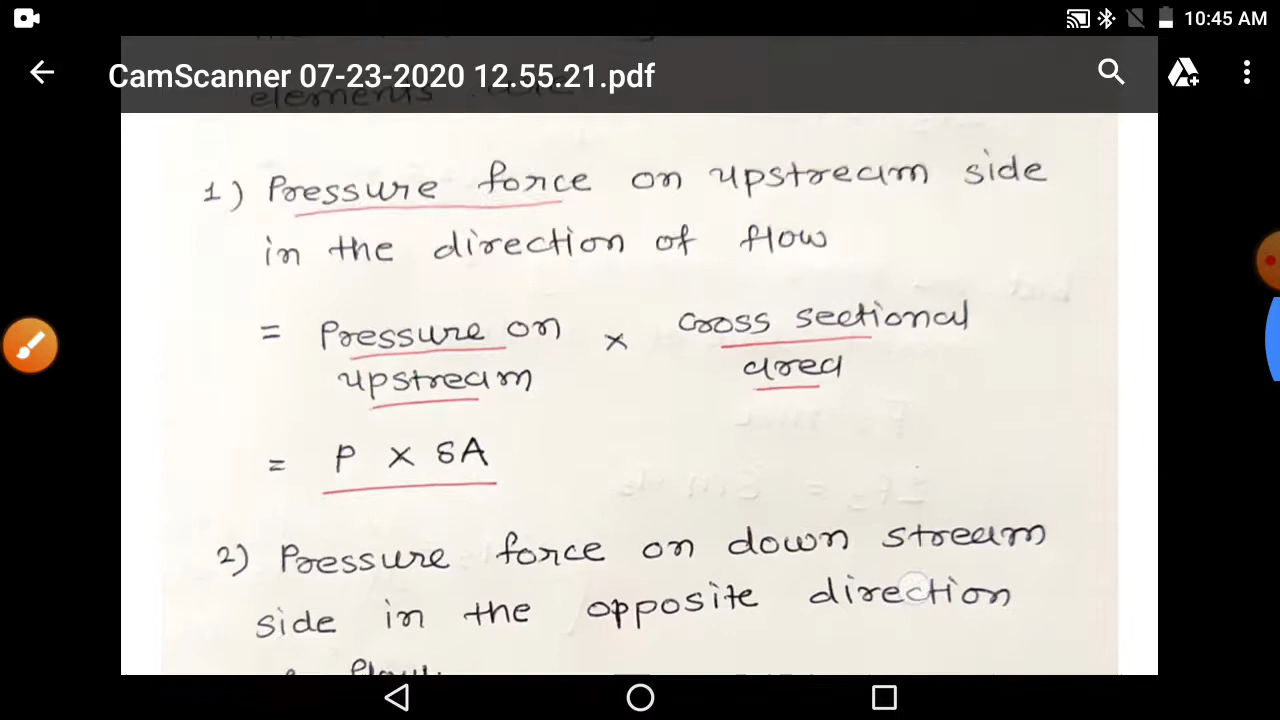 10:45 AM
CamScanner 07-23-2020 12.55.21.pdf
elements
1) Pressure force on upstream side
in the direction of flow
= Pressure on × Cross sectional
upstream area
= P × δA
2) Pressure force on down stream
side in the opposite direction
flow.